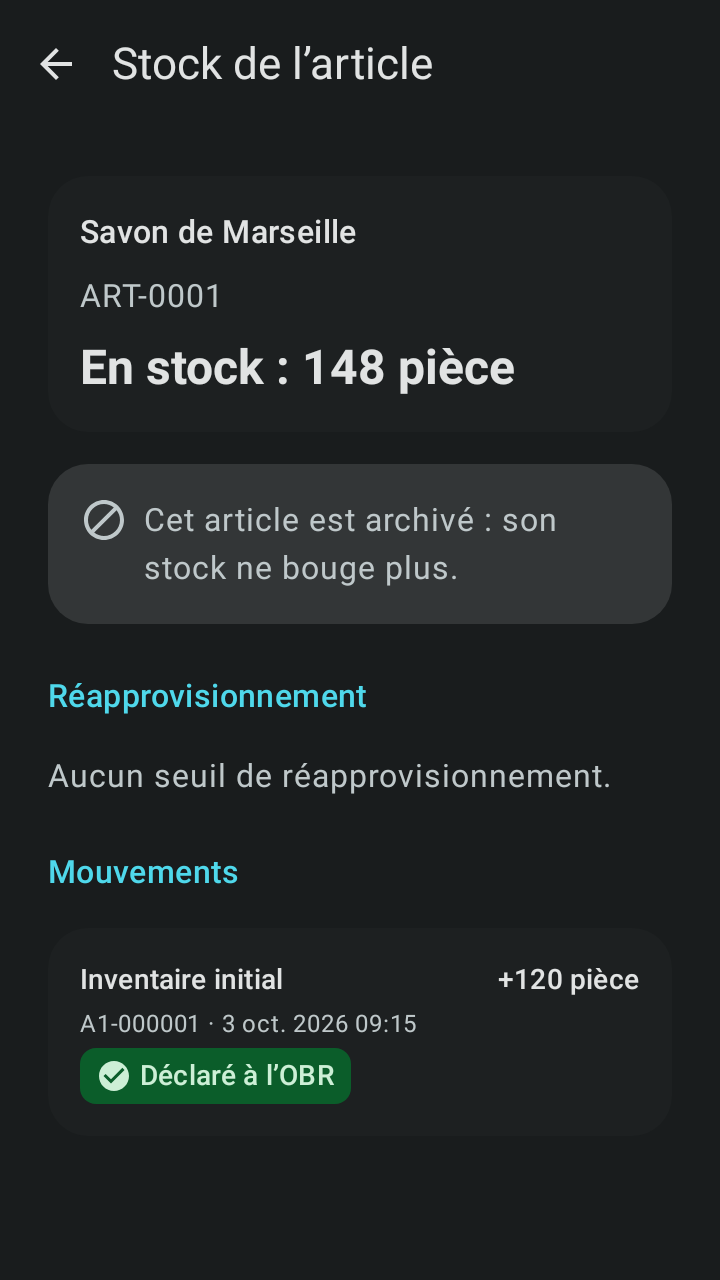 Stock de l’article
Savon de Marseille
ART-0001
En stock : 148 pièce
Cet article est archivé : son
stock ne bouge plus.
Réapprovisionnement
Aucun seuil de réapprovisionnement.
Mouvements
Inventaire initial +120 pièce
A1-000001 · 3 oct. 2026 09:15
Déclaré à l’OBR